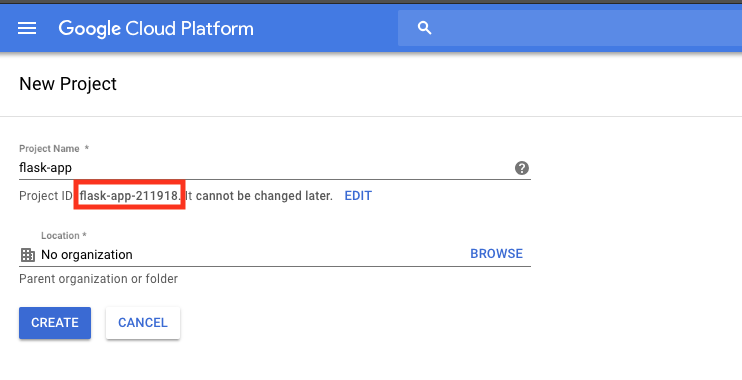 Google Cloud Platform
New Project
Project Name *
flask-app
Project ID flask-app-211918. It cannot be changed later. EDIT
Location *
No organization BROWSE
Parent organization or folder
CREATE CANCEL